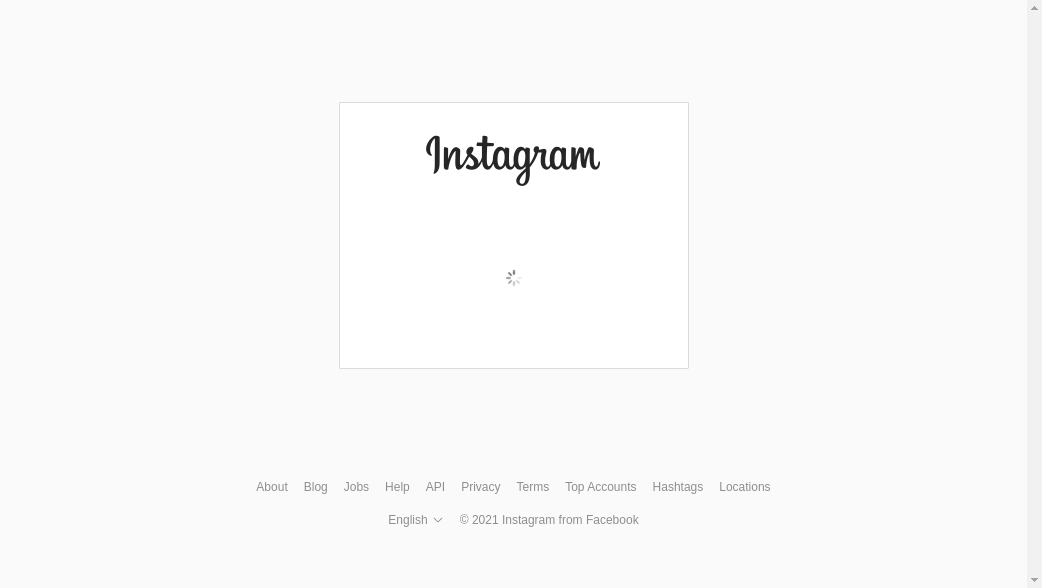 Instagram
About Blog Jobs Help API Privacy Terms Top Accounts Hashtags Locations
English © 2021 Instagram from Facebook